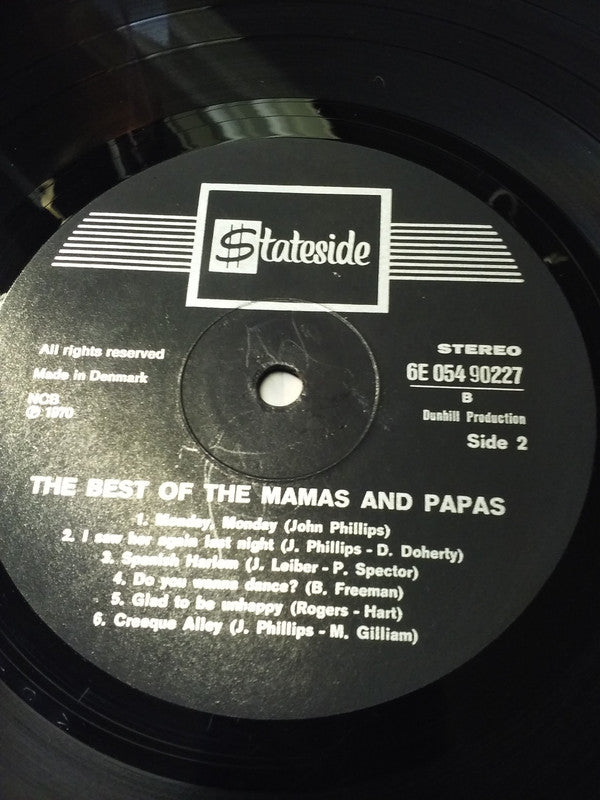 $tateside
All rights reserved
Made in Denmark
NCB
℗ 1970
STEREO
6E 054 90227
B
Dunhill Production
Side 2
THE BEST OF THE MAMAS AND PAPAS
1. Monday, Monday (John Phillips)
2. I saw her again last night (J. Phillips - D. Doherty)
3. Spanish Harlem (J. Leiber - P. Spector)
4. Do you wanna dance? (B. Freeman)
5. Glad to be unhappy (Rogers - Hart)
6. Creeque Alley (J. Phillips - M. Gilliam)